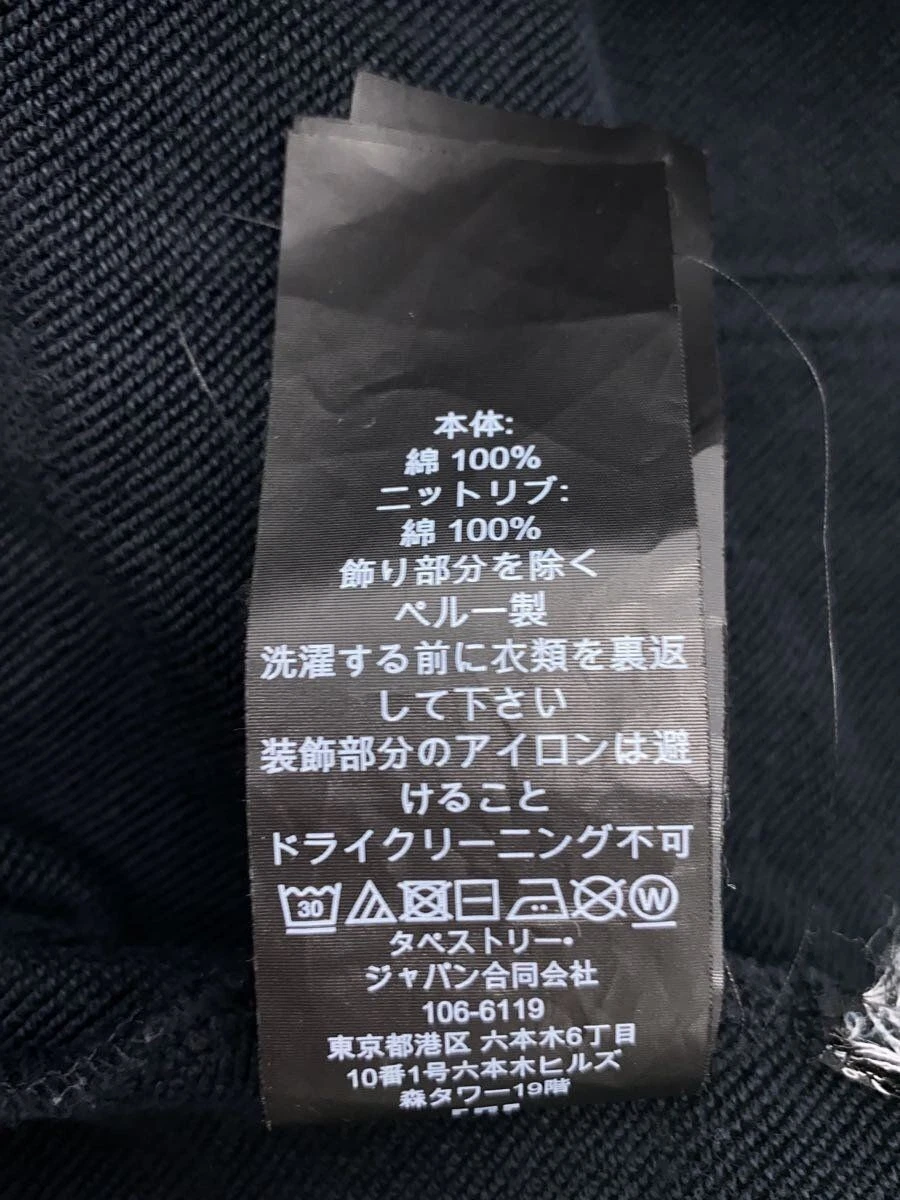 本体:
綿 100%
ニットリブ:
綿 100%
飾り部分を除く
ペルー製
洗濯する前に衣類を裏返
して下さい
装飾部分のアイロンは避
けること
ドライクリーニング不可
30 W
タペストリー・
ジャパン合同会社
106-6119
東京都港区 六本木6丁目
10番1号六本木ヒルズ
森タワー19階